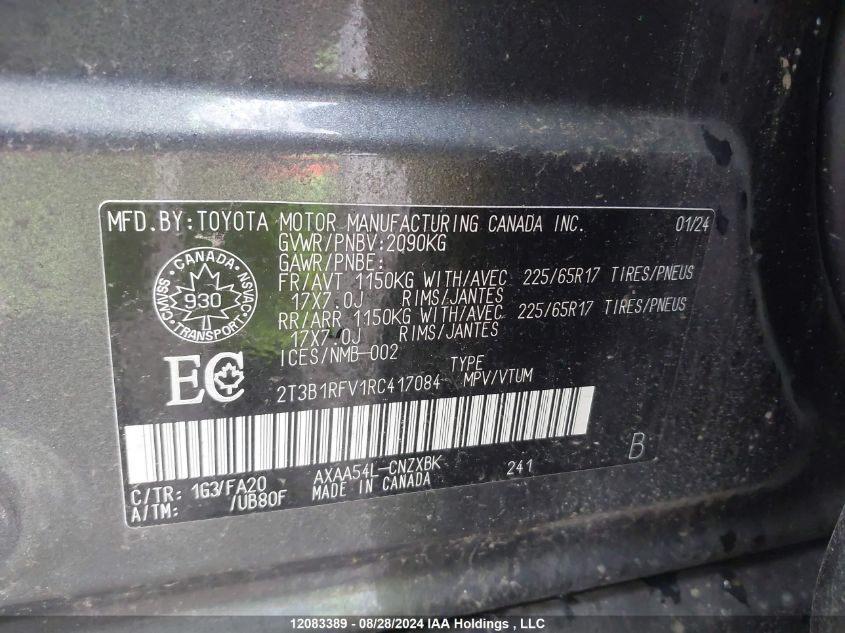 MFD.BY:TOYOTA MOTOR MANUFACTURING CANADA INC. 01/24
GVWR/PNBV:2090KG
GAWR/PNBE:
FR/AVT 1150KG WITH/AVEC 225/65R17 TIRES/PNEUS
17X7.0J RIMS/JANTES
RR/ARR 1150KG WITH/AVEC 225/65R17 TIRES/PNEUS
17X7.0J RIMS/JANTES
ICES/NMB-002
CANADA
930
TRANSPORT
NSVAC
SSNVAC
EC
TYPE
2T3B1RFV1RC417084 MPV/VTUM
B
C/TR: 1G3/FA20 AXAA54L-CNZXBK 241
A/TM: /UB80F MADE IN CANADA
12083389 - 08/28/2024 IAA Holdings , LLC